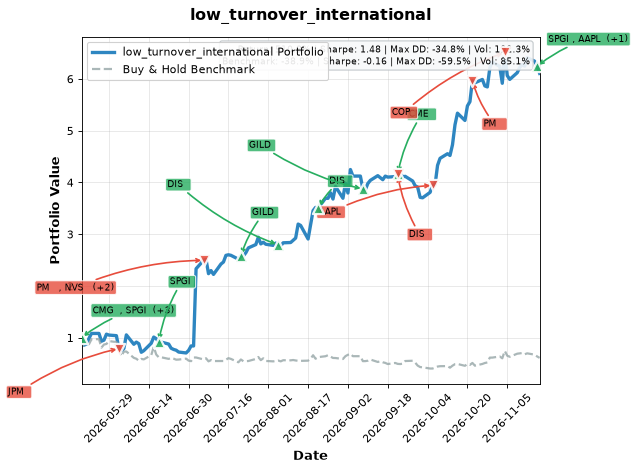 low_turnover_international
low_turnover_international Portfolio
Buy & Hold Benchmark
harpe: 1.48 | Max DD: -34.8% | Vol:
Benchmark: -38.9% | Sharpe: -0.16 | Max DD: -59.5% | Vol: 85.1%
SPGI , AAPL (+1)
COP
PM
GILD
DIS
DIS
GILD
DIS
SPGI
PM , NVS (+2)
CMG , SPGI (+3)
JPM
Portfolio Value
6
5
4
3
2
1
2026-05-29
2026-06-14
2026-06-30
2026-07-16
2026-08-01
2026-08-17
2026-09-02
2026-09-18
2026-10-04
2026-10-20
2026-11-05
Date